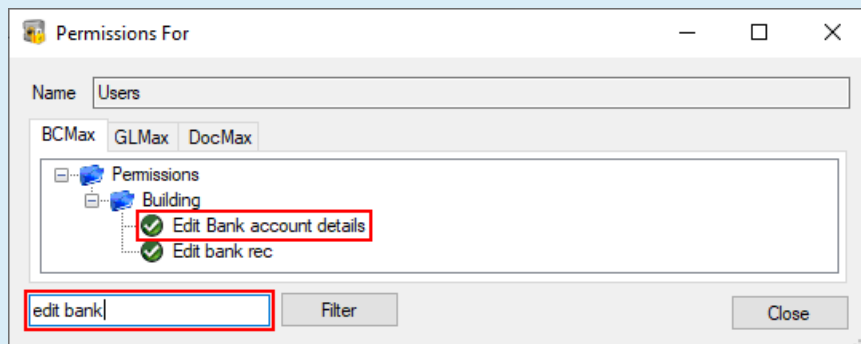 Permissions For
Name Users
BCMax GLMax DocMax
Permissions
Building
Edit Bank account details
Edit bank rec
edit bank
Filter
Close